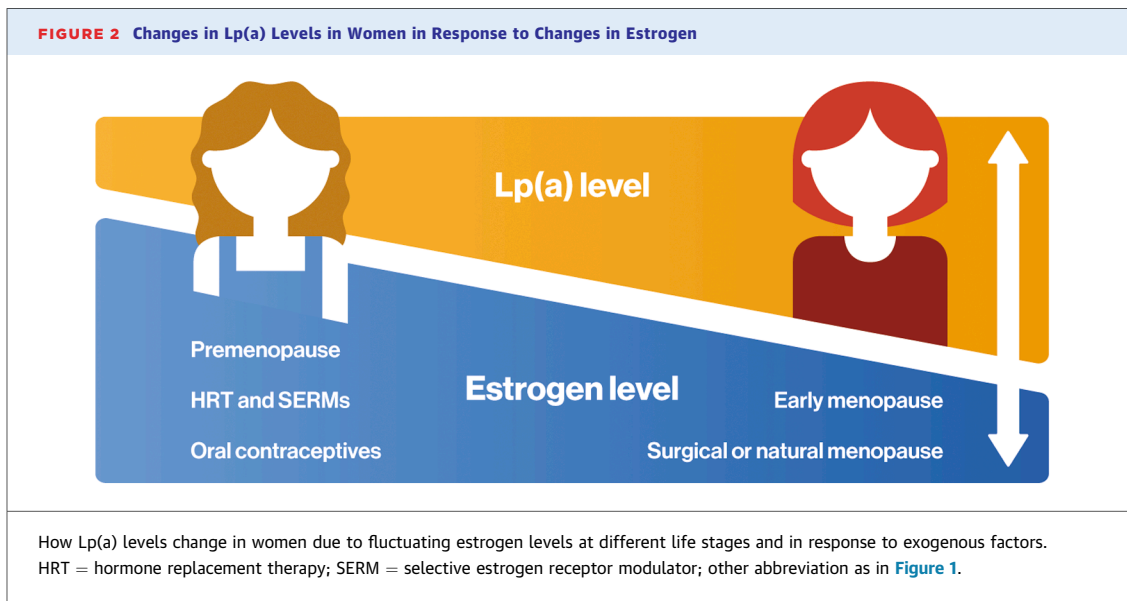 FIGURE 2 Changes in Lp(a) Levels in Women in Response to Changes in Estrogen
Lp(a) level
Premenopause
HRT and SERMs
Oral contraceptives
Estrogen level
Early menopause
Surgical or natural menopause
How Lp(a) levels change in women due to fluctuating estrogen levels at different life stages and in response to exogenous factors.
HRT = hormone replacement therapy; SERM = selective estrogen receptor modulator; other abbreviation as in Figure 1.